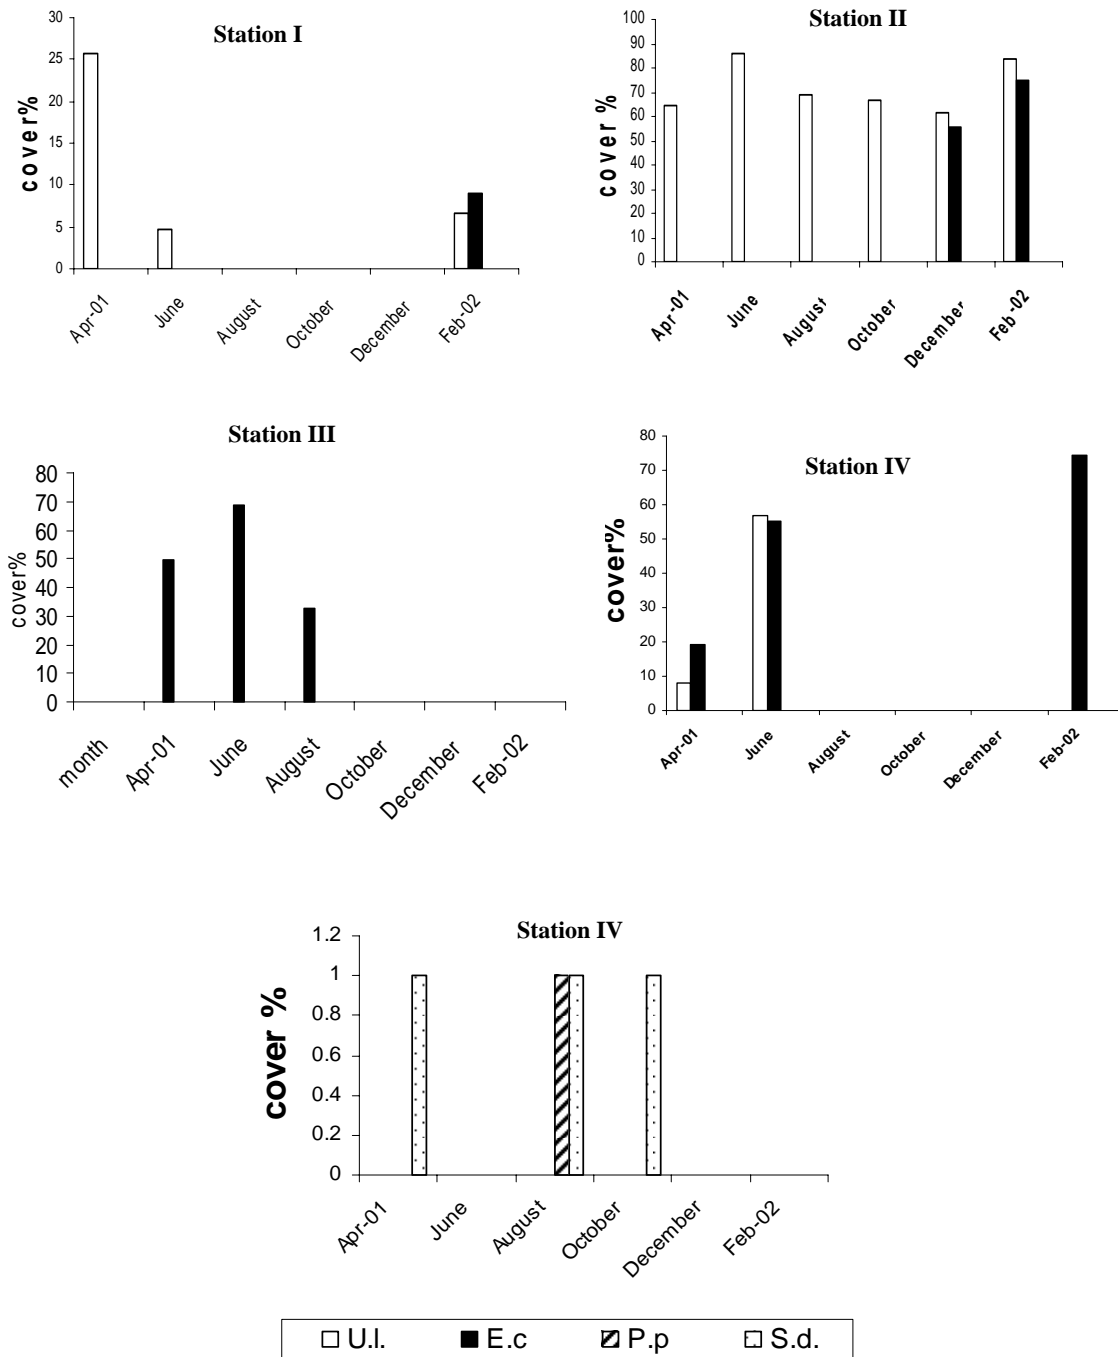 Station I
cover%
30
25
20
15
10
5
0
Apr-01
June
August
October
December
Feb-02
Station II
cover %
100
90
80
70
60
50
40
30
20
10
0
Apr-01
June
August
October
December
Feb-02
Station III
cover%
80
70
60
50
40
30
20
10
0
month
Apr-01
June
August
October
December
Feb-02
Station IV
cover%
80
70
60
50
40
30
20
10
0
Apr-01
June
August
October
December
Feb-02
Station IV
cover %
1.2
1
0.8
0.6
0.4
0.2
0
Apr-01
June
August
October
December
Feb-02
U.l. E.c P.p S.d.